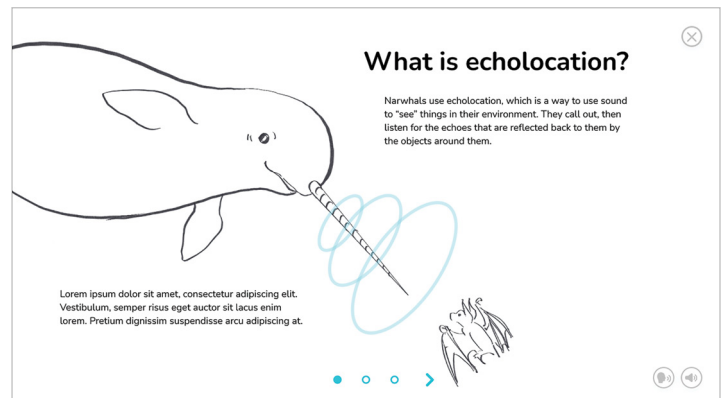 What is echolocation?
Narwhals use echolocation, which is a way to use sound
to “see” things in their environment. They call out, then
listen for the echoes that are reflected back to them by
the objects around them.
Lorem ipsum dolor sit amet, consectetur adipiscing elit.
Vestibulum, semper risus eget auctor sit lacus enim
lorem. Pretium dignissim suspendisse arcu adipiscing at.